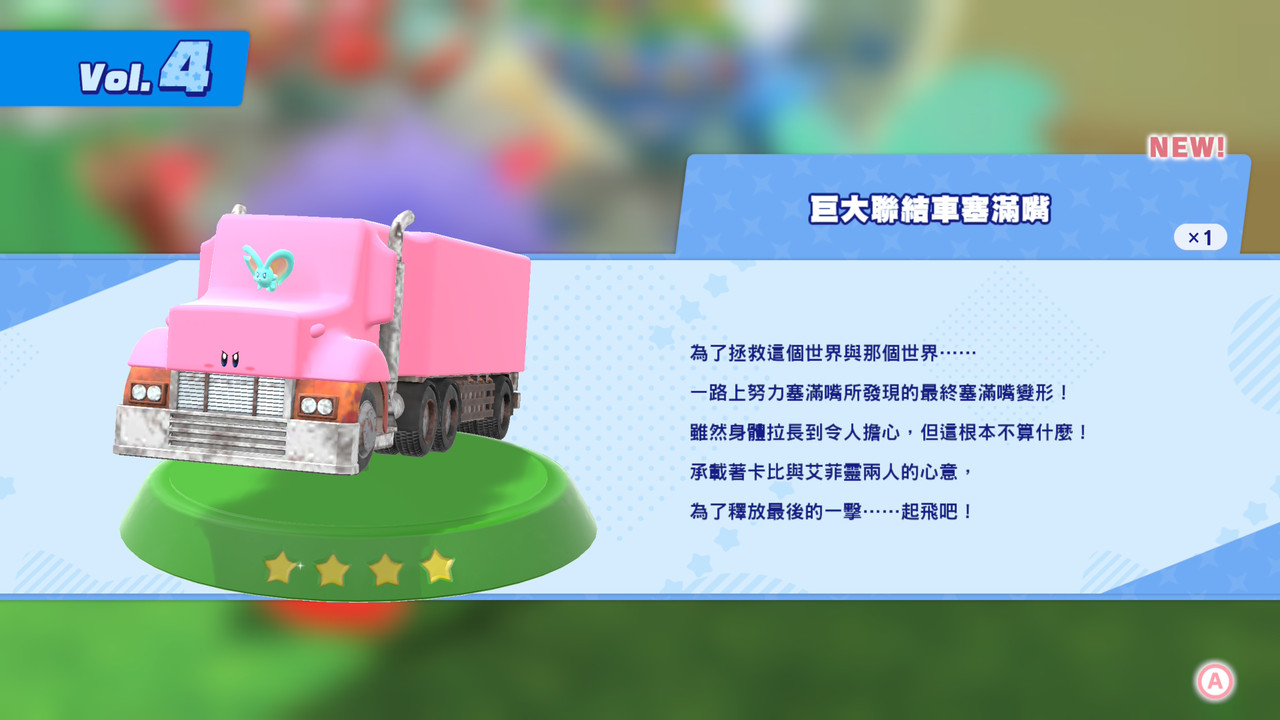 Vol.4
NEW!
巨大聯結車塞滿嘴
×1
為了拯救這個世界與那個世界……
一路上努力塞滿嘴所發現的最終塞滿嘴變形！
雖然身體拉長到令人擔心，但這根本不算什麼！
承載著卡比與艾菲靈兩人的心意，
為了釋放最後的一擊……起飛吧！
A